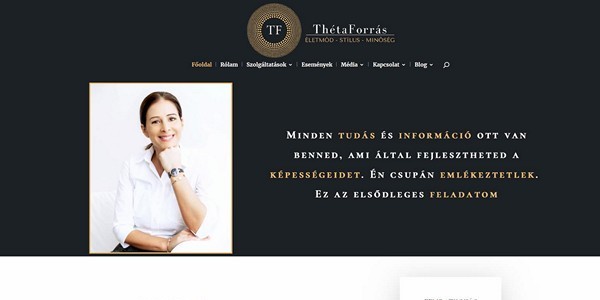 TF
ThétaForrás
ÉLETMÓD - STÍLUS - MINŐSÉG
Főoldal Rólam Szolgáltatások Események Média Kapcsolat Blog
Minden tudás és információ ott van
benned, ami által fejlesztheted a
képességeidet. Én csupán emlékeztetlek.
Ez az elsődleges feladatom